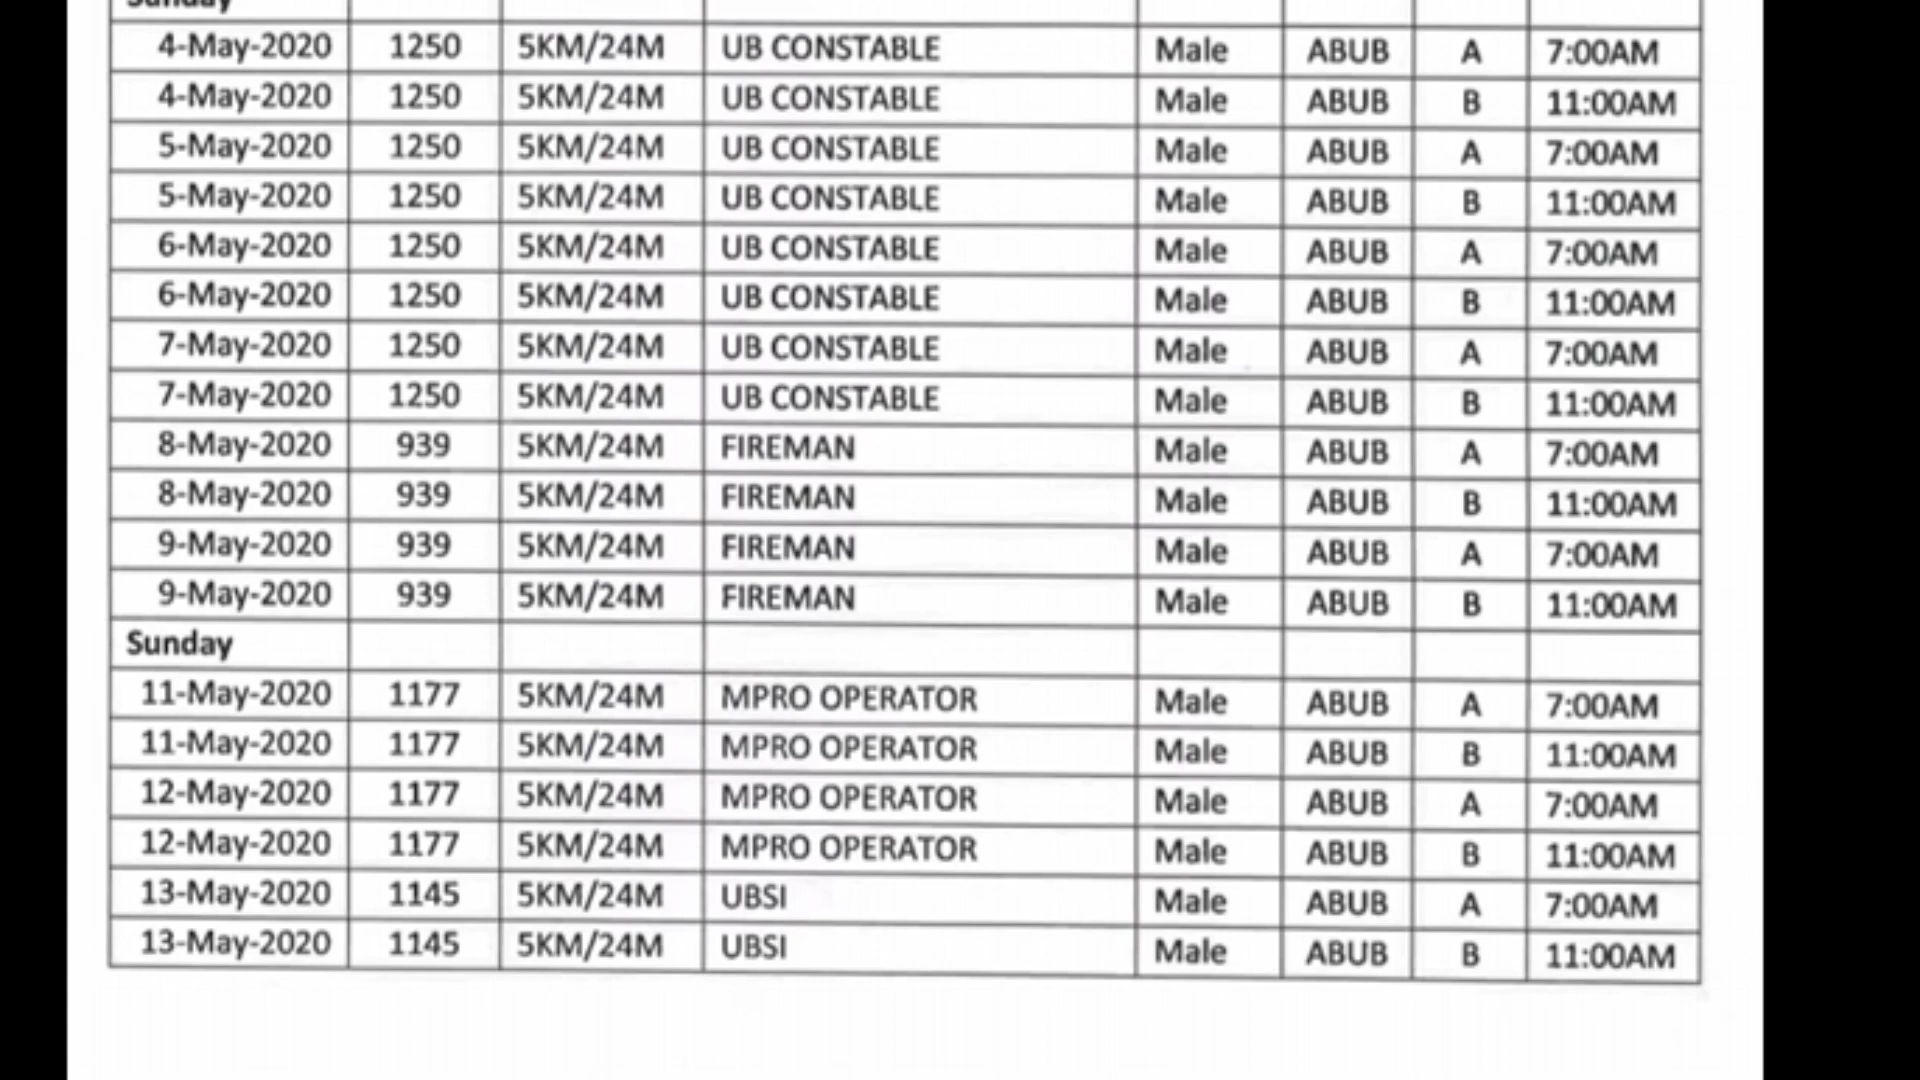 Sunday
4-May-2020 1250 5KM/24M UB CONSTABLE Male ABUB A 7:00AM
4-May-2020 1250 5KM/24M UB CONSTABLE Male ABUB B 11:00AM
5-May-2020 1250 5KM/24M UB CONSTABLE Male ABUB A 7:00AM
5-May-2020 1250 5KM/24M UB CONSTABLE Male ABUB B 11:00AM
6-May-2020 1250 5KM/24M UB CONSTABLE Male ABUB A 7:00AM
6-May-2020 1250 5KM/24M UB CONSTABLE Male ABUB B 11:00AM
7-May-2020 1250 5KM/24M UB CONSTABLE Male ABUB A 7:00AM
7-May-2020 1250 5KM/24M UB CONSTABLE Male ABUB B 11:00AM
8-May-2020 939 5KM/24M FIREMAN Male ABUB A 7:00AM
8-May-2020 939 5KM/24M FIREMAN Male ABUB B 11:00AM
9-May-2020 939 5KM/24M FIREMAN Male ABUB A 7:00AM
9-May-2020 939 5KM/24M FIREMAN Male ABUB B 11:00AM
Sunday
11-May-2020 1177 5KM/24M MPRO OPERATOR Male ABUB A 7:00AM
11-May-2020 1177 5KM/24M MPRO OPERATOR Male ABUB B 11:00AM
12-May-2020 1177 5KM/24M MPRO OPERATOR Male ABUB A 7:00AM
12-May-2020 1177 5KM/24M MPRO OPERATOR Male ABUB B 11:00AM
13-May-2020 1145 5KM/24M UBSI Male ABUB A 7:00AM
13-May-2020 1145 5KM/24M UBSI Male ABUB B 11:00AM